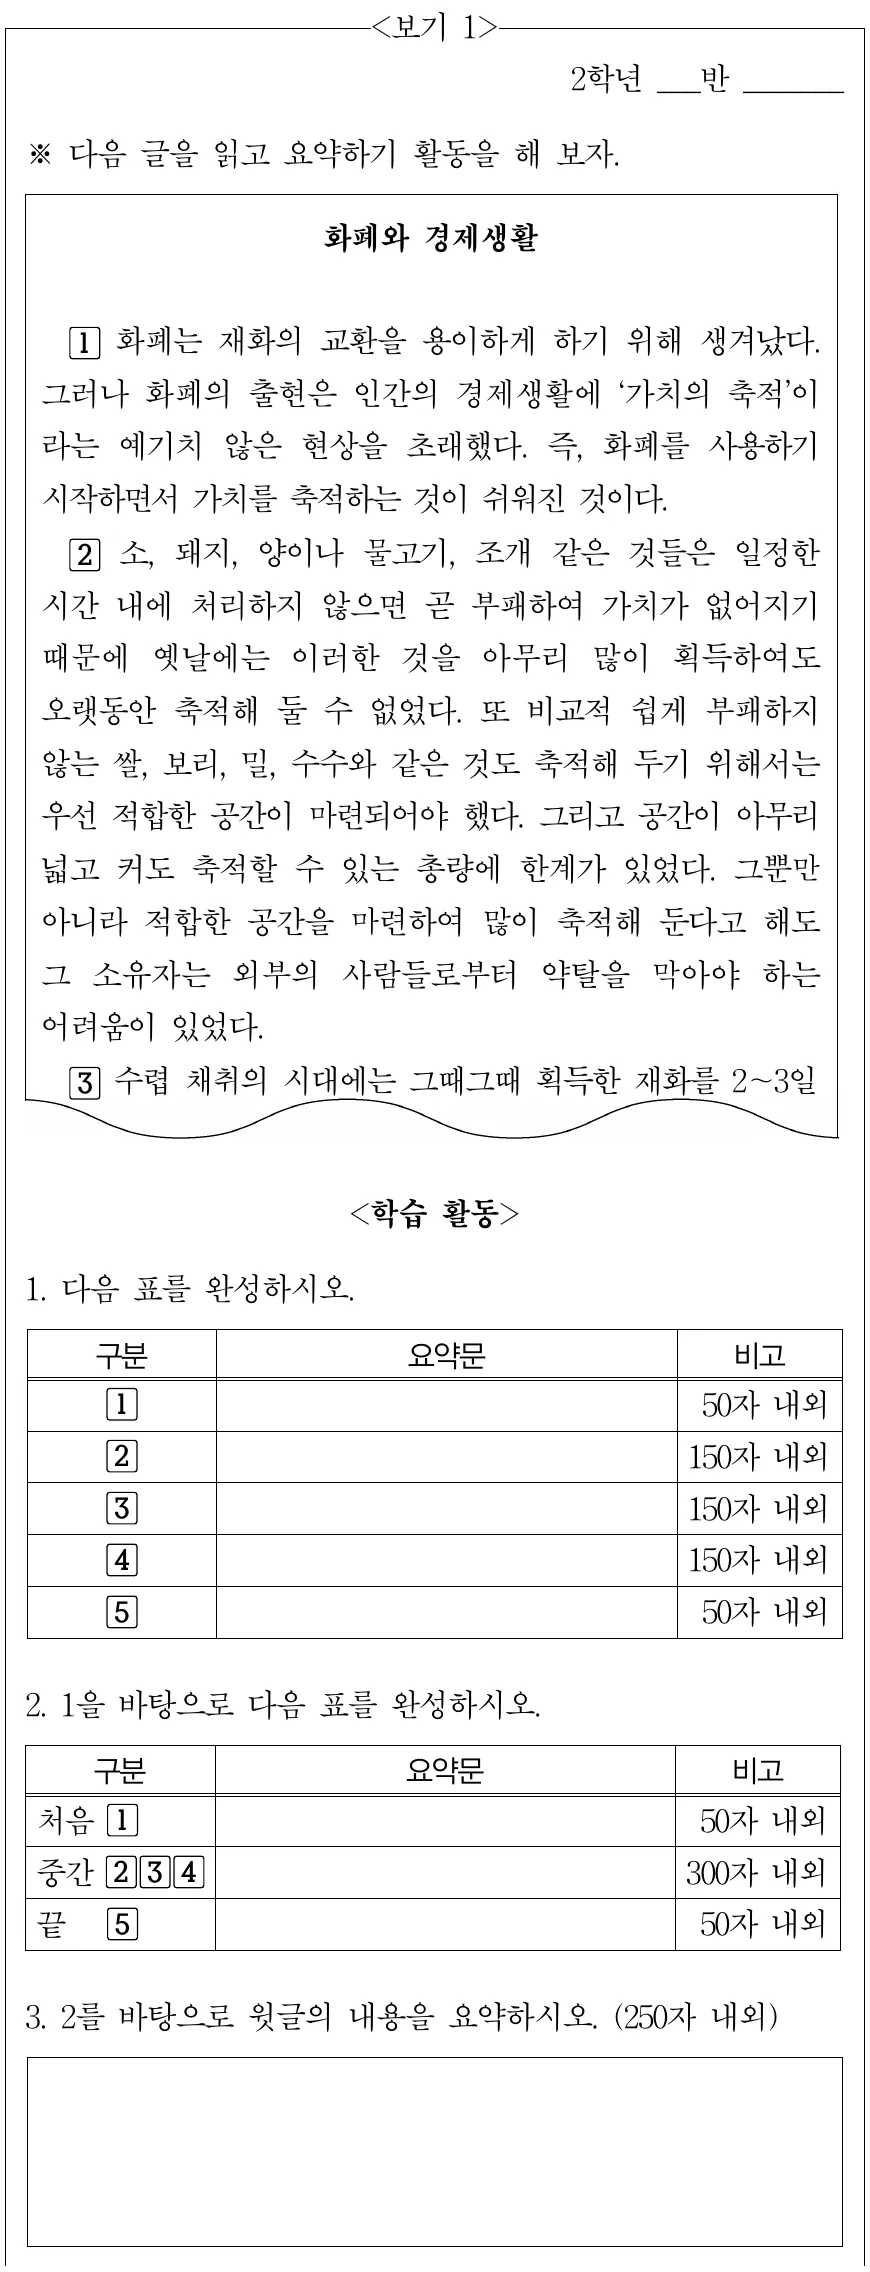 <보기 1>
2학년 ___반 _______
※ 다음 글을 읽고 요약하기 활동을 해 보자.
화폐와 경제생활
1 화폐는 재화의 교환을 용이하게 하기 위해 생겨났다.
그러나 화폐의 출현은 인간의 경제생활에 ‘가치의 축적’이
라는 예기치 않은 현상을 초래했다. 즉, 화폐를 사용하기
시작하면서 가치를 축적하는 것이 쉬워진 것이다.
2 소, 돼지, 양이나 물고기, 조개 같은 것들은 일정한
시간 내에 처리하지 않으면 곧 부패하여 가치가 없어지기
때문에 옛날에는 이러한 것을 아무리 많이 획득하여도
오랫동안 축적해 둘 수 없었다. 또 비교적 쉽게 부패하지
않는 쌀, 보리, 밀, 수수와 같은 것도 축적해 두기 위해서는
우선 적합한 공간이 마련되어야 했다. 그리고 공간이 아무리
넓고 커도 축적할 수 있는 총량에 한계가 있었다. 그뿐만
아니라 적합한 공간을 마련하여 많이 축적해 둔다고 해도
그 소유자는 외부의 사람들로부터 약탈을 막아야 하는
어려움이 있었다.
3 수렵 채취의 시대에는 그때그때 획득한 재화를 2~3일
<학습 활동>
1. 다음 표를 완성하시오.
구분 요약문 비고
1 50자 내외
2 150자 내외
3 150자 내외
4 150자 내외
5 50자 내외
2. 1을 바탕으로 다음 표를 완성하시오.
구분 요약문 비고
처음 1 50자 내외
중간 2 3 4 300자 내외
끝 5 50자 내외
3. 2를 바탕으로 윗글의 내용을 요약하시오. (250자 내외)